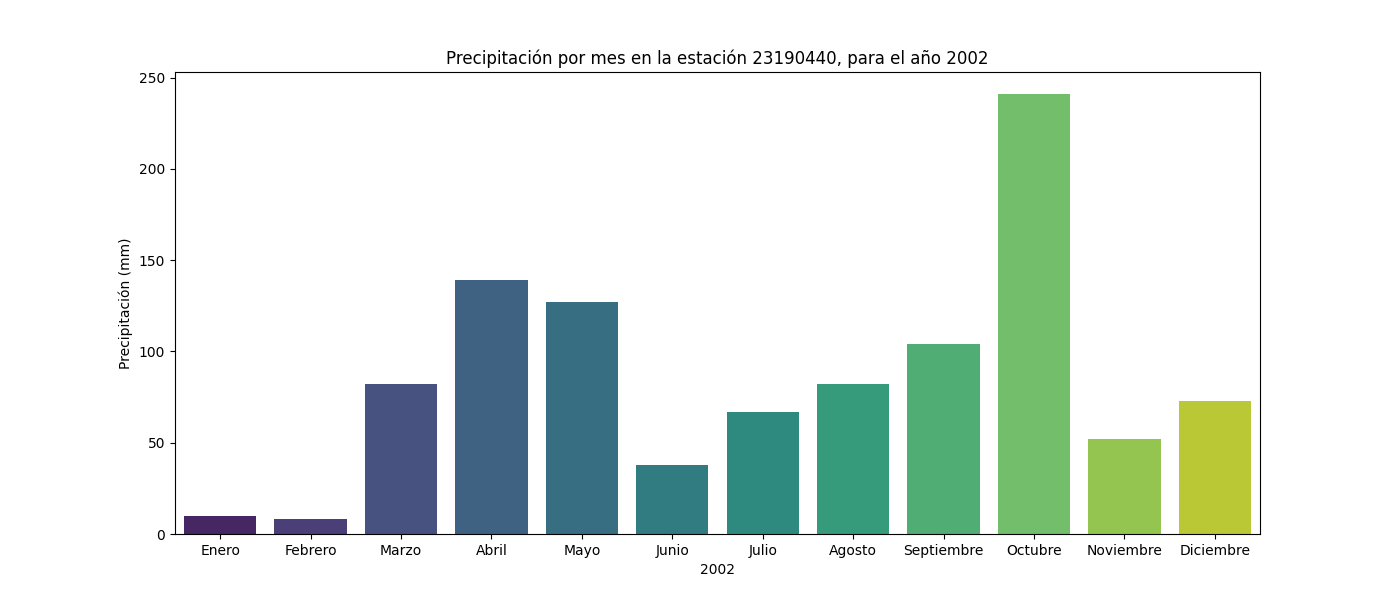 Precipitación por mes en la estación 23190440, para el año 2002
Precipitación (mm)
250
200
150
100
50
0
Enero Febrero Marzo Abril Mayo Junio Julio Agosto Septiembre Octubre Noviembre Diciembre
2002